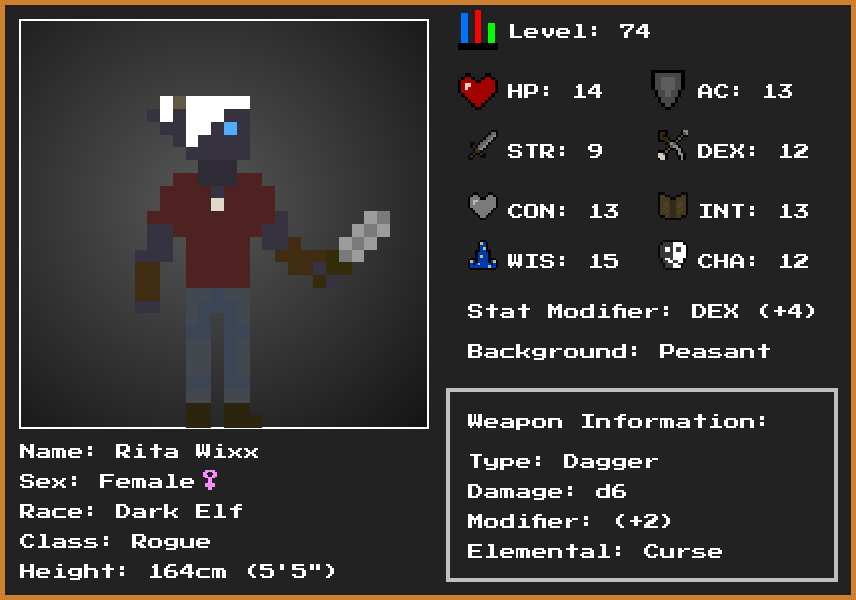 Level: 74
HP: 14
AC: 13
STR: 9
DEX: 12
CON: 13
INT: 13
WIS: 15
CHA: 12
Stat Modifier: DEX (+4)
Background: Peasant
Weapon Information:
Type: Dagger
Damage: d6
Modifier: (+2)
Elemental: Curse
Name: Rita Wixx
Sex: Female♀
Race: Dark Elf
Class: Rogue
Height: 164cm (5'5")